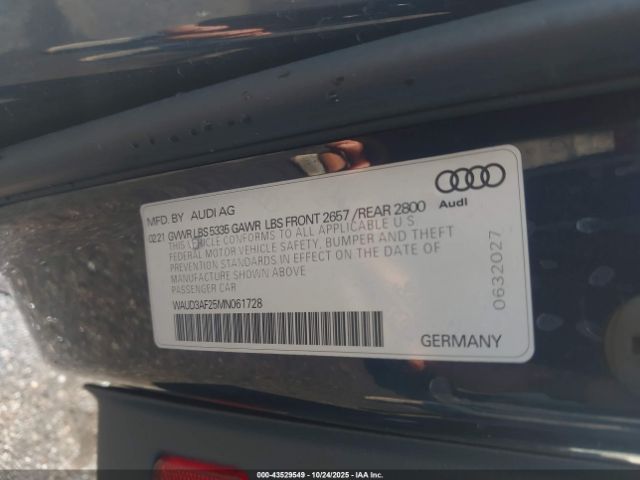 MFD. BY AUDI AG
0221 GVWR LBS 5335 GAWR LBS FRONT 2657 / REAR 2800
THIS VEHICLE CONFORMS TO ALL APPLICABLE U S
FEDERAL MOTOR VEHICLE SAFETY, BUMPER AND THEFT
PREVENTION STANDARDS IN EFFECT ON THE DATE OF
MANUFACTURE SHOWN ABOVE
PASSENGER CAR
WAUD3AF25MN061728
Audi
0632027
GERMANY
00-43529549 - 10/24/2025 - IAA Inc.